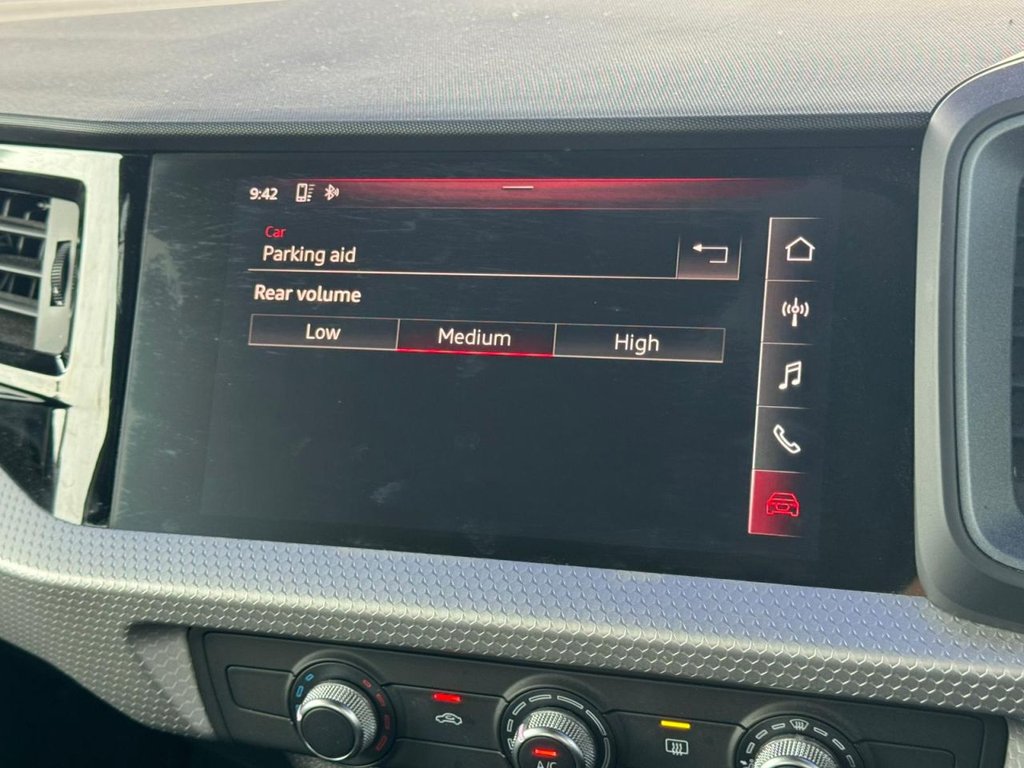 9:42
Car
Parking aid
Rear volume
Low Medium High
A/C